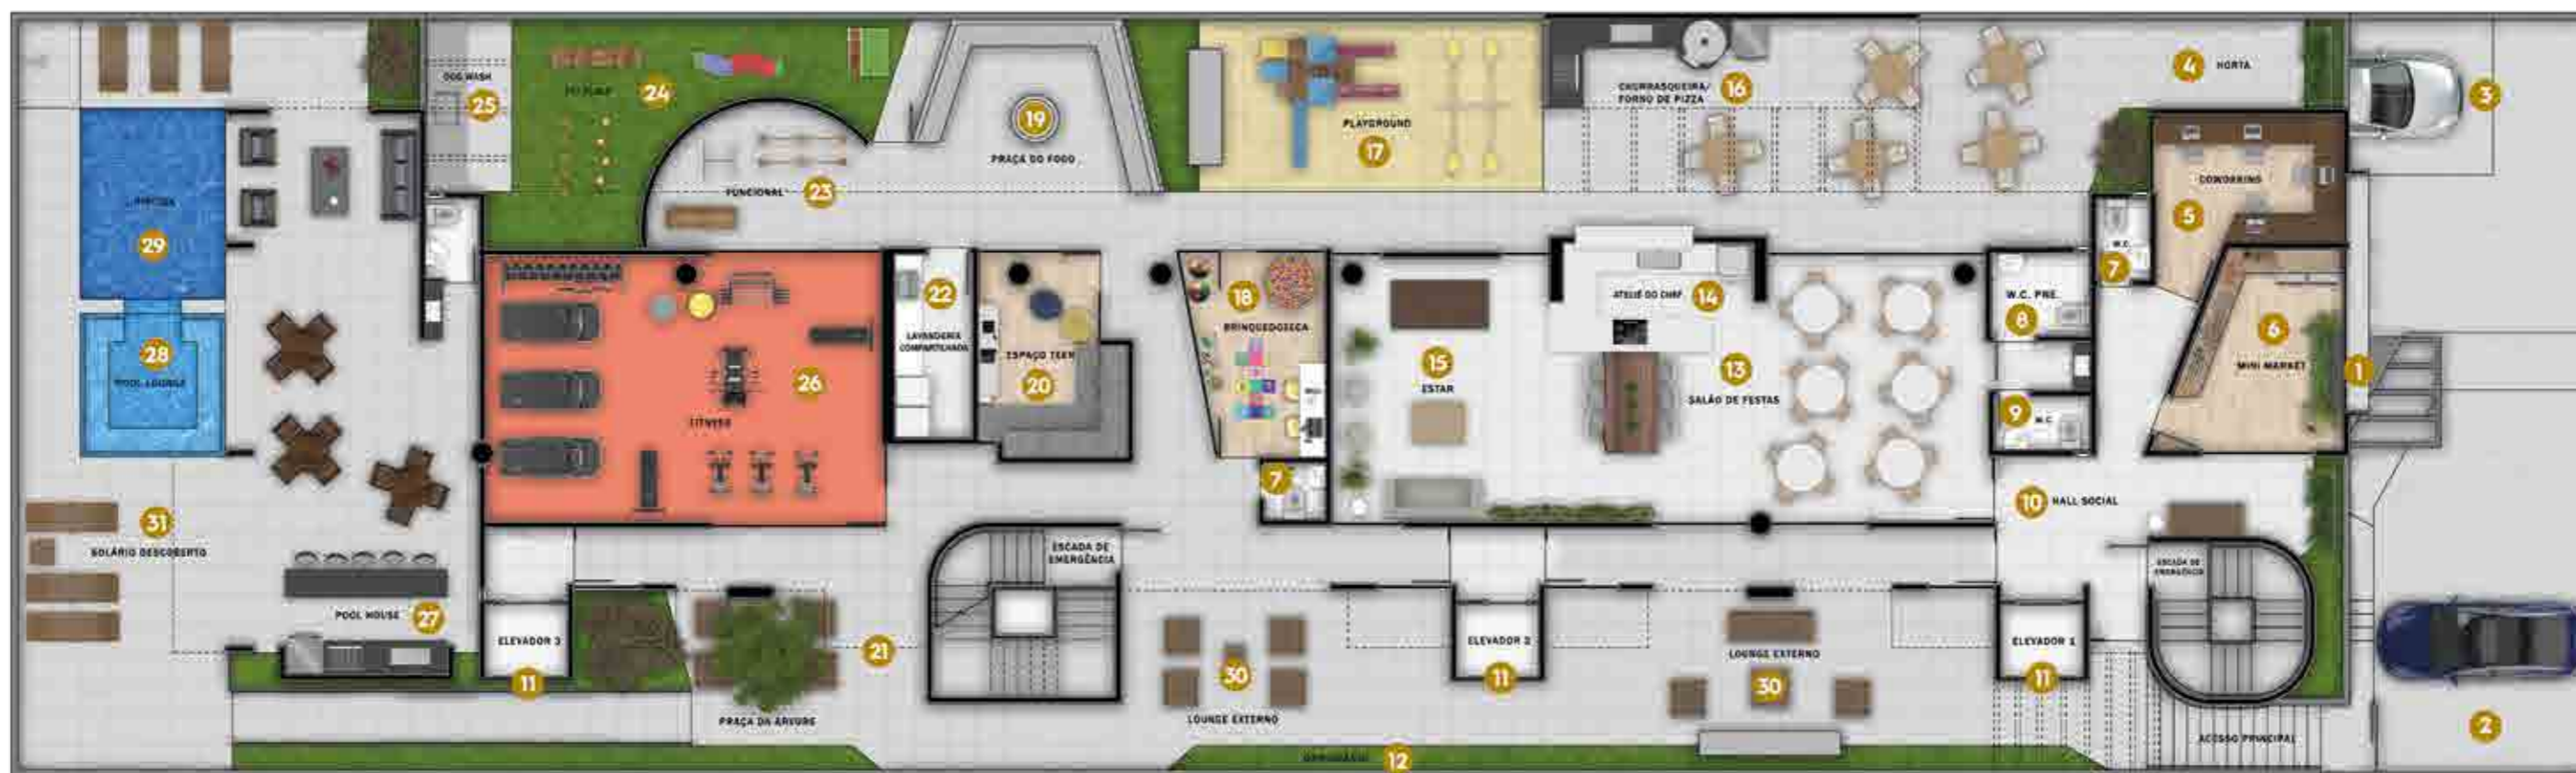 DOG WASH
25
24
FUNCIONAL
23
19
PRAÇA DO FOGO
PLAYGROUND
17
CHURRASQUEIRA/
FORNO DE PIZZA
16
4
HORTA
3
COWORKING
5
29
28
POOL LOUNGE
26
FITNESS
22
LAVANDERIA
COMPARTILHADA
ESPAÇO TEEN
20
18
BRINQUEDOTECA
7
15
ESTAR
ATELIÊ DO CHEF
14
13
SALÃO DE FESTAS
W.C. PNE.
8
9
W.C.
W.C.
7
6
MINI MARKET
1
10
HALL SOCIAL
31
SOLÁRIO DESCOBERTO
POOL HOUSE
27
ELEVADOR 3
11
PRAÇA DA ÁRVORE
21
ESCADA DE
EMERGÊNCIA
30
LOUNGE EXTERNO
ELEVADOR 2
11
LOUNGE EXTERNO
30
ELEVADOR 1
11
ESCADA DE
EMERGÊNCIA
ACESSO PRINCIPAL
2
12